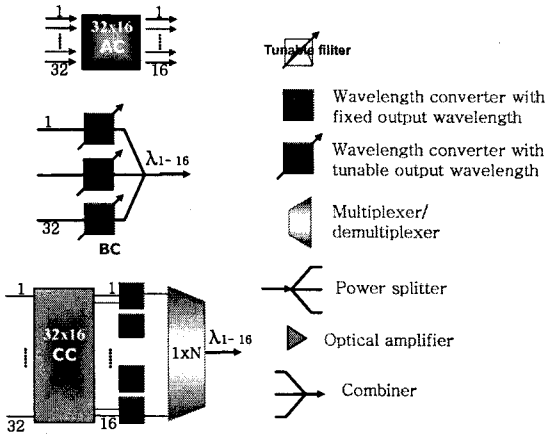 1
1
32x16
AC
32
16
1
λ1-16
32
BC
1
1
32x16
CC
1xN
λ1-16
32
16
Tunable filiter
Wavelength converter with
fixed output wavelength
Wavelength converter with
tunable output wavelength
Multiplexer/
demultiplexer
Power splitter
Optical amplifier
Combiner